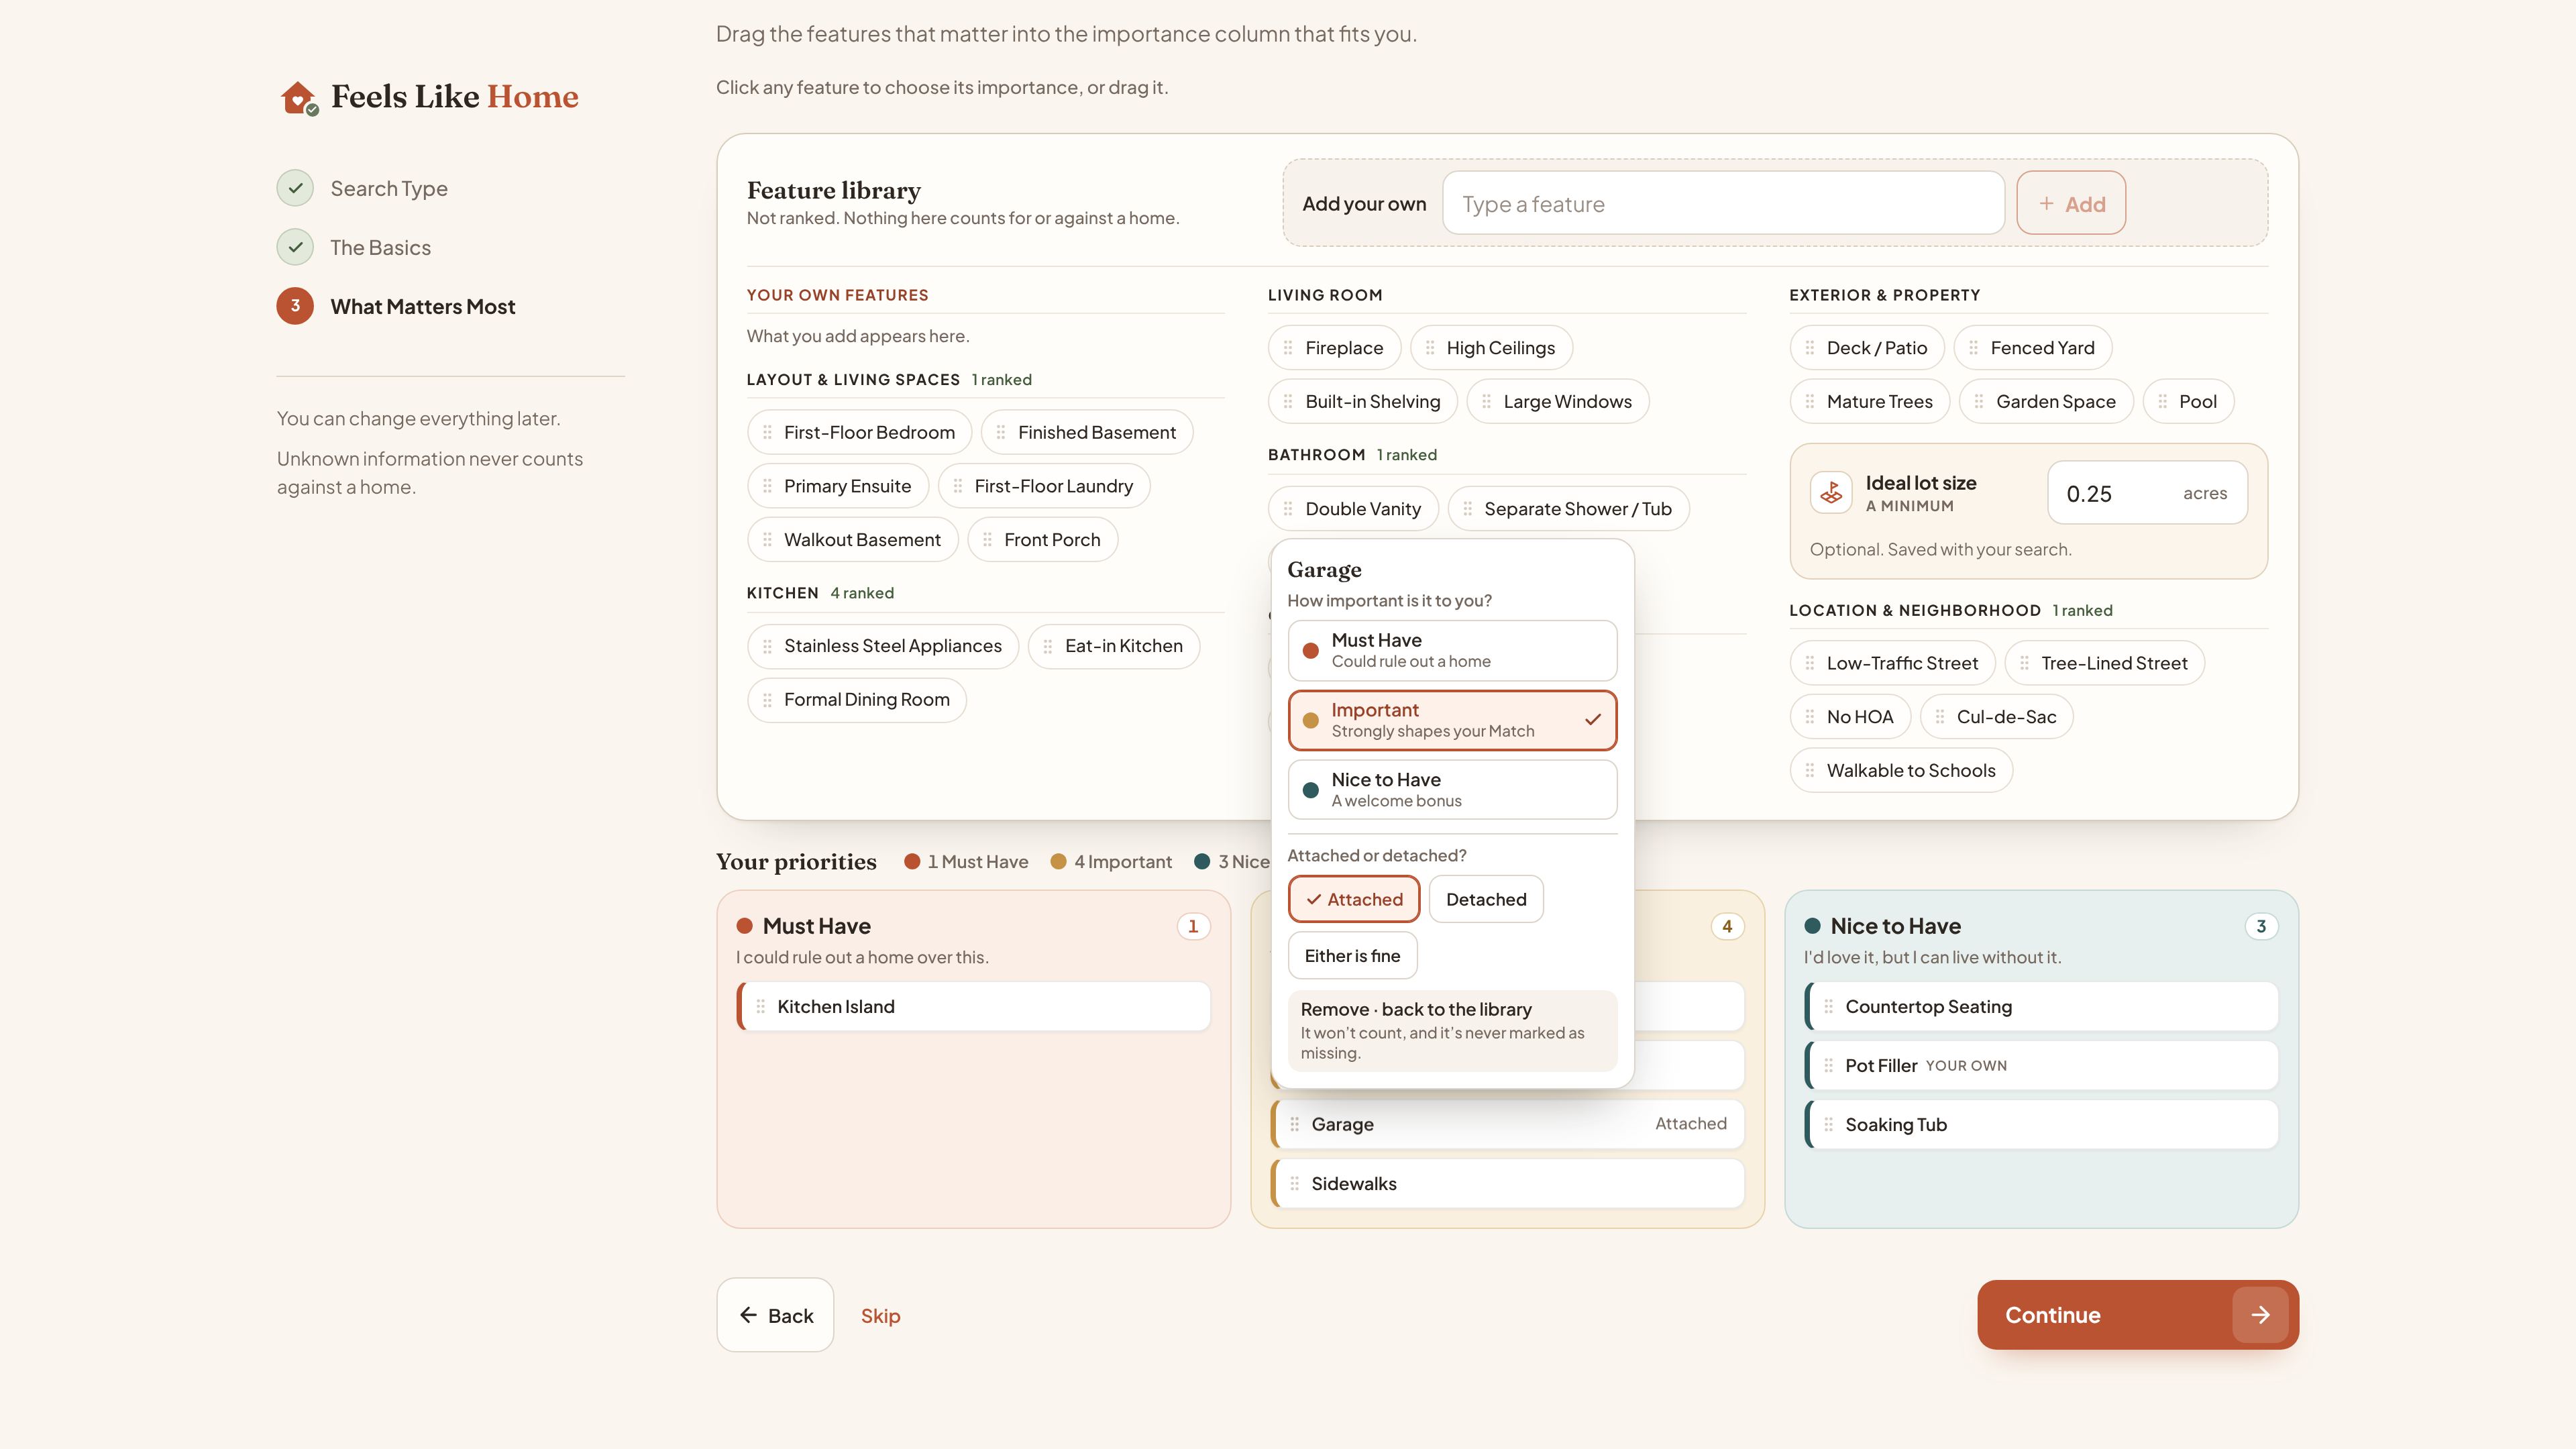 Drag the features that matter into the importance column that fits you.
Click any feature to choose its importance, or drag it.
Feels Like Home
Search Type
The Basics
3 What Matters Most
You can change everything later.
Unknown information never counts
against a home.
Feature library
Not ranked. Nothing here counts for or against a home.
Add your own
Type a feature
+ Add
YOUR OWN FEATURES
What you add appears here.
LAYOUT & LIVING SPACES 1 ranked
First-Floor Bedroom
Finished Basement
Primary Ensuite
First-Floor Laundry
Walkout Basement
Front Porch
KITCHEN 4 ranked
Stainless Steel Appliances
Eat-in Kitchen
Formal Dining Room
LIVING ROOM
Fireplace
High Ceilings
Built-in Shelving
Large Windows
BATHROOM 1 ranked
Double Vanity
Separate Shower / Tub
EXTERIOR & PROPERTY
Deck / Patio
Fenced Yard
Mature Trees
Garden Space
Pool
Ideal lot size
A MINIMUM
0.25 acres
Optional. Saved with your search.
LOCATION & NEIGHBORHOOD 1 ranked
Low-Traffic Street
Tree-Lined Street
No HOA
Cul-de-Sac
Walkable to Schools
Garage
How important is it to you?
Must Have
Could rule out a home
Important
Strongly shapes your Match
Nice to Have
A welcome bonus
Attached or detached?
Attached
Detached
Either is fine
Remove · back to the library
It won't count, and it's never marked as
missing.
Your priorities
1 Must Have
4 Important
3 Nice
Must Have 1
I could rule out a home over this.
Kitchen Island
4
Garage Attached
Sidewalks
Nice to Have 3
I'd love it, but I can live without it.
Countertop Seating
Pot Filler YOUR OWN
Soaking Tub
Back
Skip
Continue